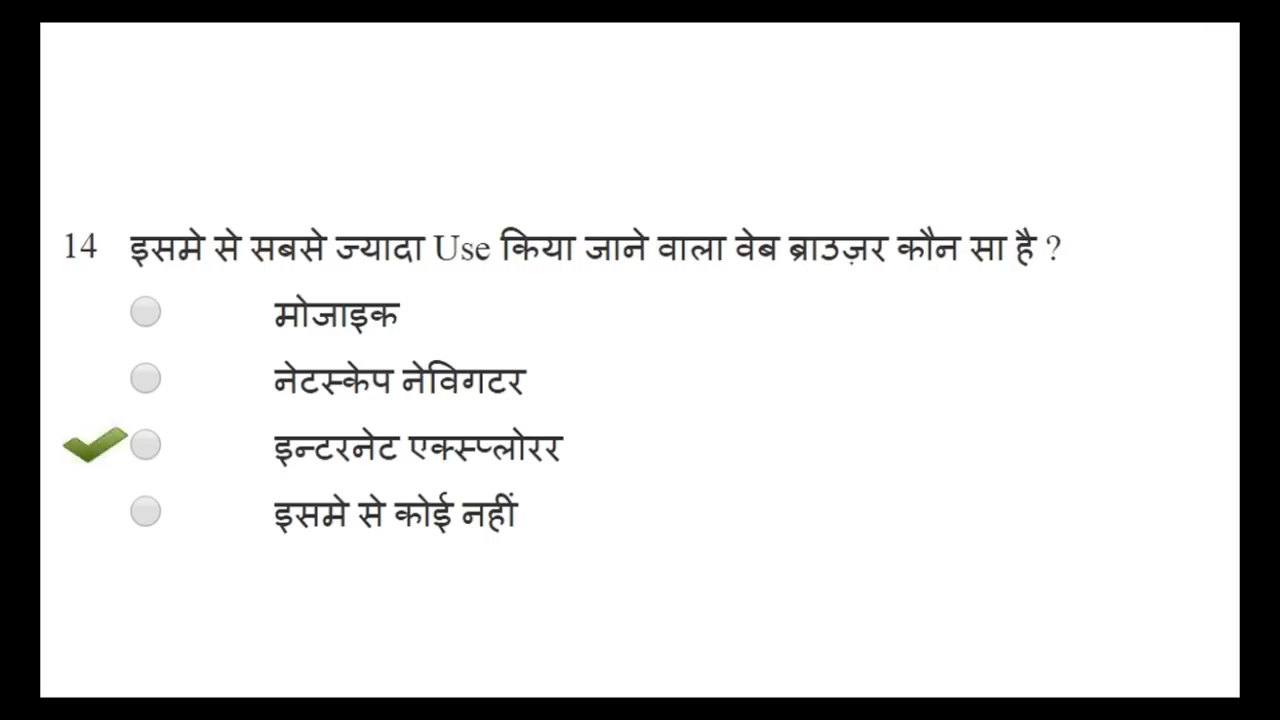 14 इसमे से सबसे ज्यादा Use किया जाने वाला वेब ब्राउज़र कौन सा है ?
मोजाइक
नेटस्केप नेविगटर
इन्टरनेट एक्स्प्लोरर
इसमे से कोई नहीं